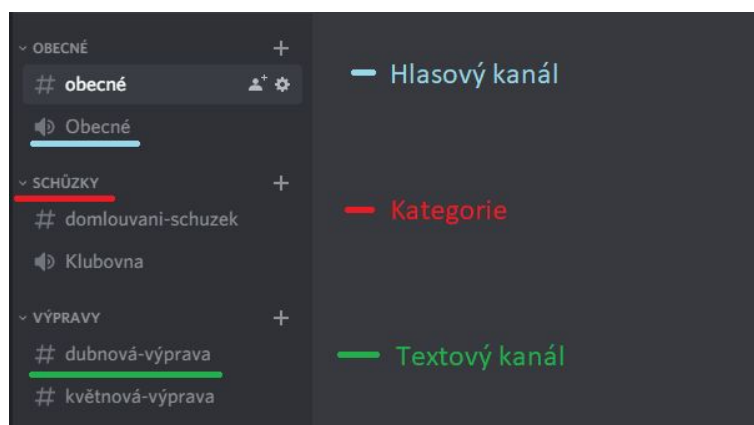 OBECNÉ
# obecné
Obecné
Hlasový kanál
SCHŮZKY
# domlouvani-schuzek
Klubovna
Kategorie
VÝPRAVY
# dubnová-výprava
# květnová-výprava
Textový kanál